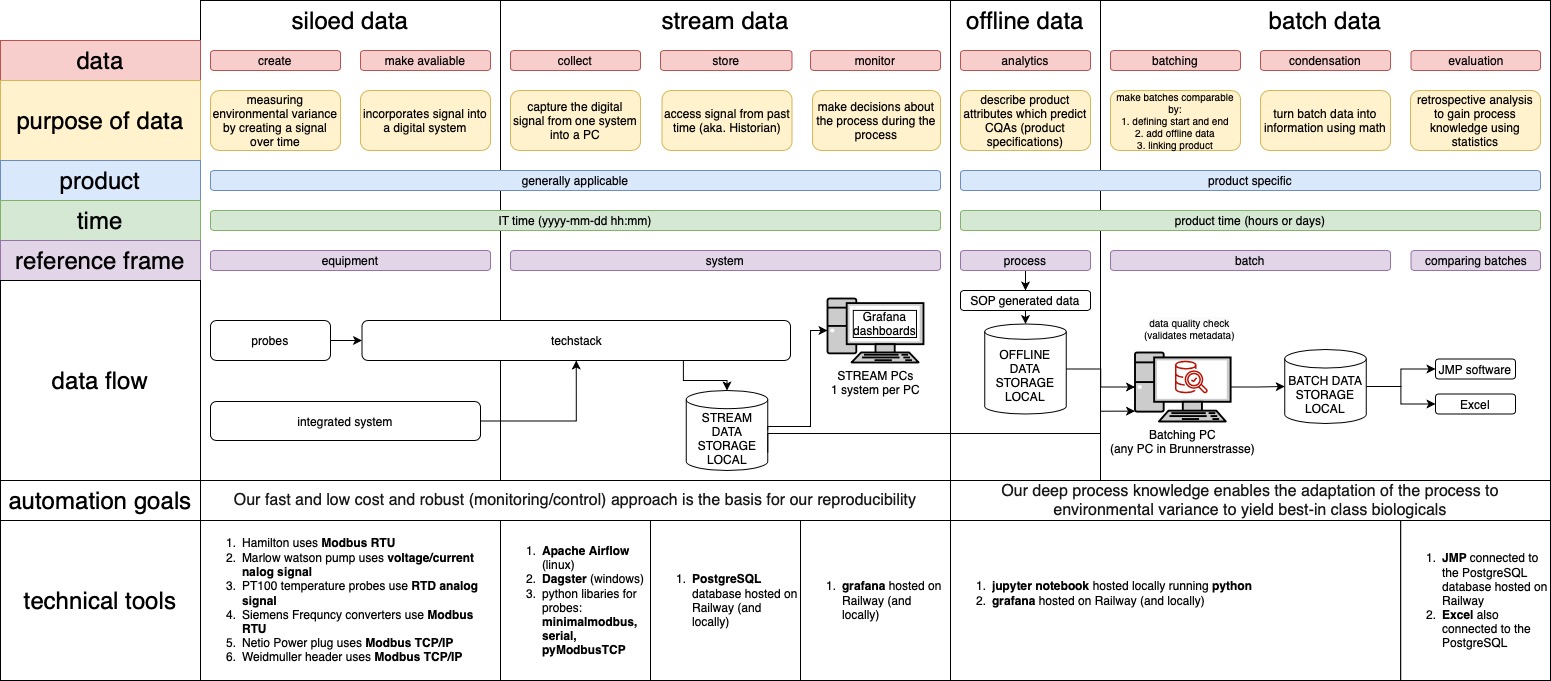 siloed data
stream data
offline data
batch data
data
create
make avaliable
collect
store
monitor
analytics
batching
condensation
evaluation
purpose of data
measuring
environmental variance
by creating a signal
over time
incorporates signal into
a digital system
capture the digital
signal from one system
into a PC
access signal from past
time (aka. Historian)
make decisions about
the process during the
process
describe product
attributes which predict
CQAs (product
specifications)
make batches comparable
by:
1. defining start and end
2. add offline data
3. linking product
turn batch data into
information using math
retrospective analysis
to gain process
knowledge using
statistics
product
generally applicable
product specific
time
IT time (yyyy-mm-dd hh:mm)
product time (hours or days)
reference frame
equipment
system
process
batch
comparing batches
data flow
probes
techstack
integrated system
STREAM
DATA
STORAGE
LOCAL
Grafana
dashboards
STREAM PCs
1 system per PC
SOP generated data
OFFLINE
DATA
STORAGE
LOCAL
data quality check
(validates metadata)
Batching PC
(any PC in Brunnerstrasse)
BATCH DATA
STORAGE
LOCAL
JMP software
Excel
automation goals
Our fast and low cost and robust (monitoring/control) approach is the basis for our reproducibility
Our deep process knowledge enables the adaptation of the process to
environmental variance to yield best-in class biologicals
technical tools
1. Hamilton uses Modbus RTU
2. Marlow watson pump uses voltage/current
nalog signal
3. PT100 temperature probes use RTD analog
signal
4. Siemens Frequncy converters use Modbus
RTU
5. Netio Power plug uses Modbus TCP/IP
6. Weidmuller header uses Modbus TCP/IP
1. Apache Airflow
(linux)
2. Dagster (windows)
3. python libaries for
probes:
minimalmodbus,
serial,
pyModbusTCP
1. PostgreSQL
database hosted on
Railway (and
locally)
1. grafana hosted on
Railway (and
locally)
1. jupyter notebook hosted locally running python
2. grafana hosted on Railway (and locally)
1. JMP connected to
the PostgreSQL
database hosted on
Railway
2. Excel also
connected to the
PostgreSQL